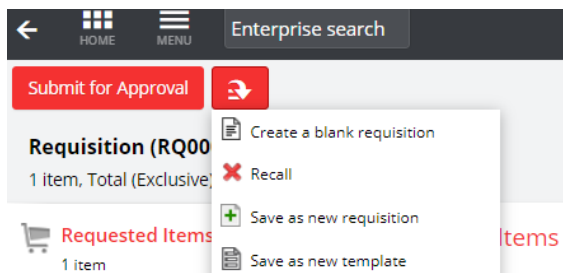 HOME
MENU
Enterprise search
Submit for Approval
Create a blank requisition
Requisition (RQ00
Recall
1 item, Total (Exclusive)
Save as new requisition
Requested Items
Items
1 item
Save as new template